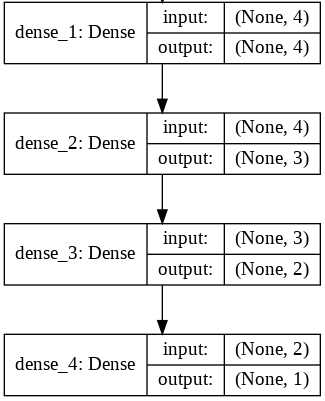 dense_1: Dense
input: (None, 4)
output: (None, 4)
dense_2: Dense
input: (None, 4)
output: (None, 3)
dense_3: Dense
input: (None, 3)
output: (None, 2)
dense_4: Dense
input: (None, 2)
output: (None, 1)